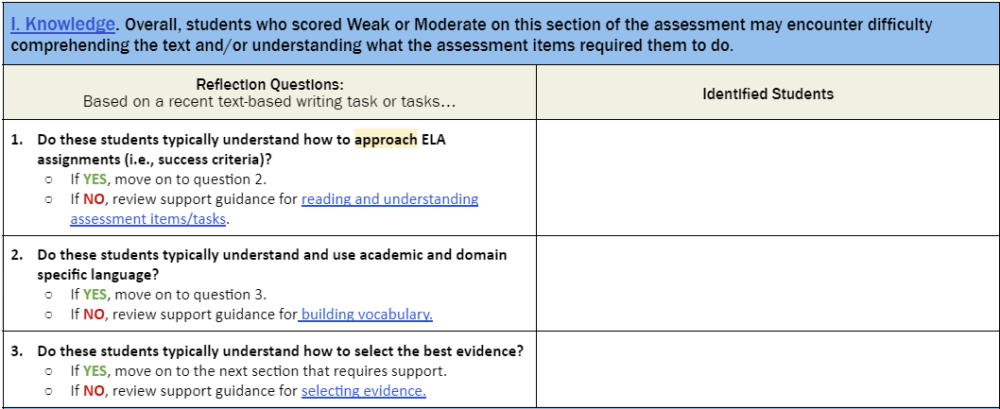 I. Knowledge. Overall, students who scored Weak or Moderate on this section of the assessment may encounter difficulty
comprehending the text and/or understanding what the assessment items required them to do.
Reflection Questions:
Based on a recent text-based writing task or tasks…
Identified Students
1. Do these students typically understand how to approach ELA
assignments (i.e., success criteria)?
○ If YES, move on to question 2.
○ If NO, review support guidance for reading and understanding
assessment items/tasks.
2. Do these students typically understand and use academic and domain
specific language?
○ If YES, move on to question 3.
○ If NO, review support guidance for building vocabulary.
3. Do these students typically understand how to select the best evidence?
○ If YES, move on to the next section that requires support.
○ If NO, review support guidance for selecting evidence.